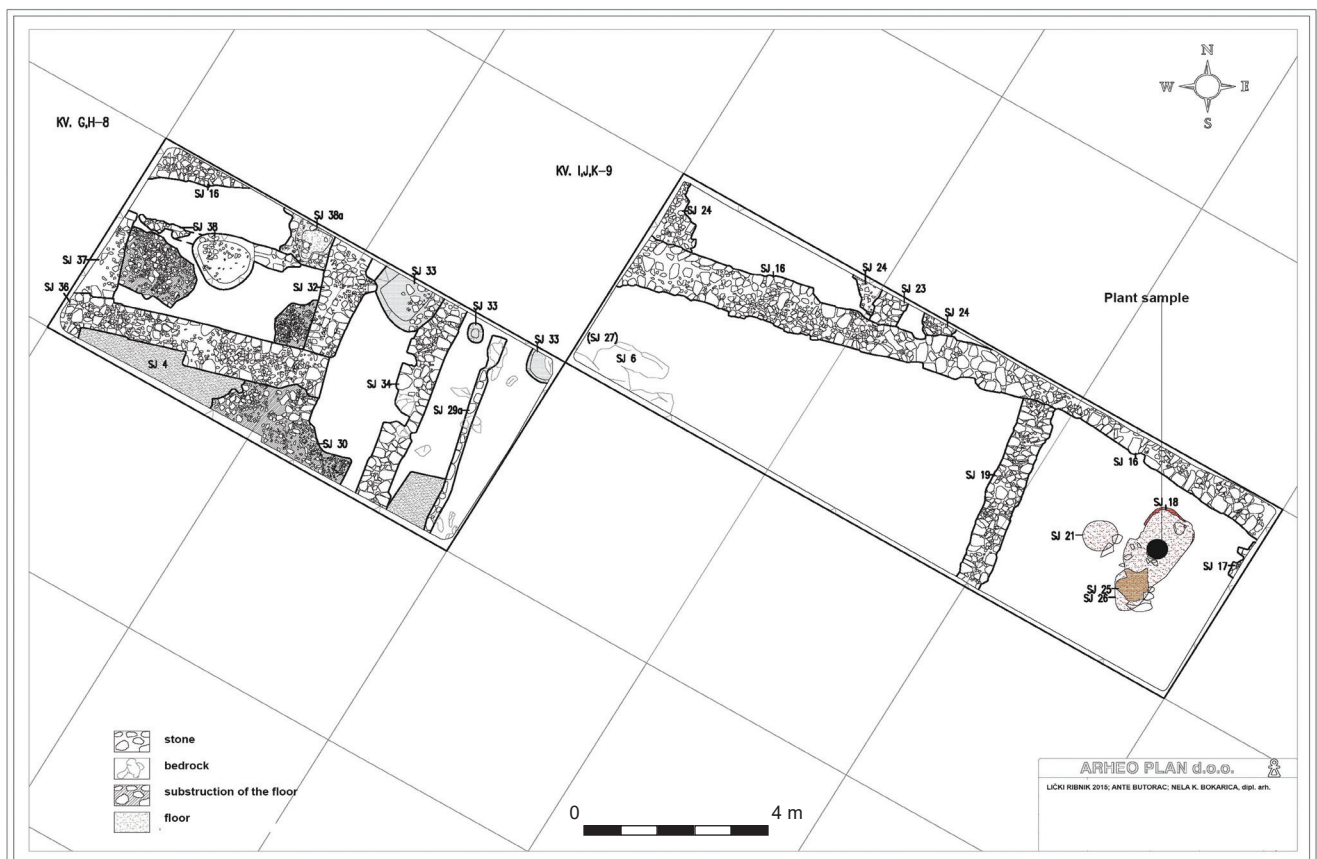 N
W E
S
KV. G,H-8
KV. I,J,K-9
SJ 16
SJ 38
SJ 38a
SJ 37
SJ 36
SJ 32
SJ 33
SJ 33
SJ 33
SJ 4
SJ 34
SJ 29a
SJ 30
SJ 24
SJ 16
SJ 24
SJ 23
SJ 24
(SJ 27)
SJ 6
Plant sample
SJ 19
SJ 16
SJ 18
SJ 21
SJ 17
SJ 25
SJ 26
stone
bedrock
substruction of the floor
floor
0 4 m
ARHEO PLAN d.o.o.
LIČKI RIBNIK 2015; ANTE BUTORAC; NELA K. BOKARICA, dipl. arh.